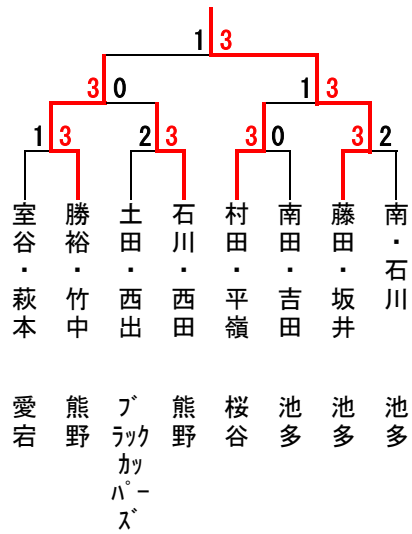 1 3
3 0 1 3
1 3 2 3 3 0 3 2
室谷・萩本
勝裕・竹中
土田・西出
石川・西田
村田・平嶺
南田・吉田
藤田・坂井
南・石川
愛宕
熊野
ﾌﾞﾗｯｸｶｯﾊﾟｰｽﾞ
熊野
桜谷
池多
池多
池多